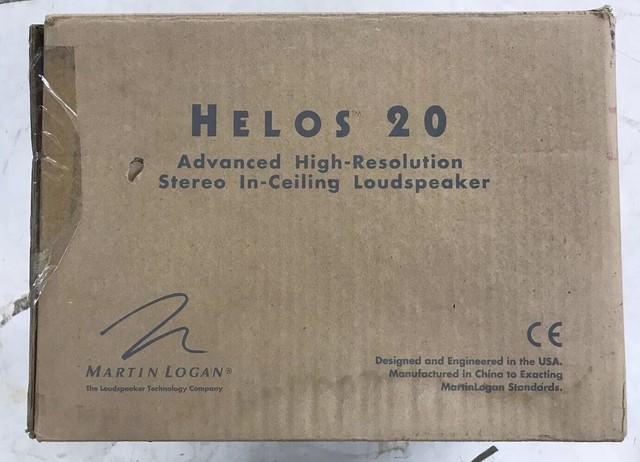 HELOS™ 20
Advanced High-Resolution
Stereo In-Ceiling Loudspeaker
MARTIN LOGAN®
The Loudspeaker Technology Company
CE
Designed and Engineered in the USA.
Manufactured in China to Exacting
MartinLogan Standards.